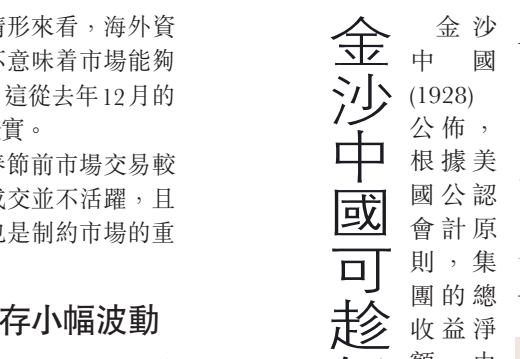 情形來看，海外資
不意味着市場能夠
這從去年12月的
實。
節前市場交易較
成交並不活躍，且
也是制約市場的重
存小幅波動
金沙中國可趁
金沙
中國
(1928)
公佈，
根據美
國公認
會計原
則，集
團的總
收益淨